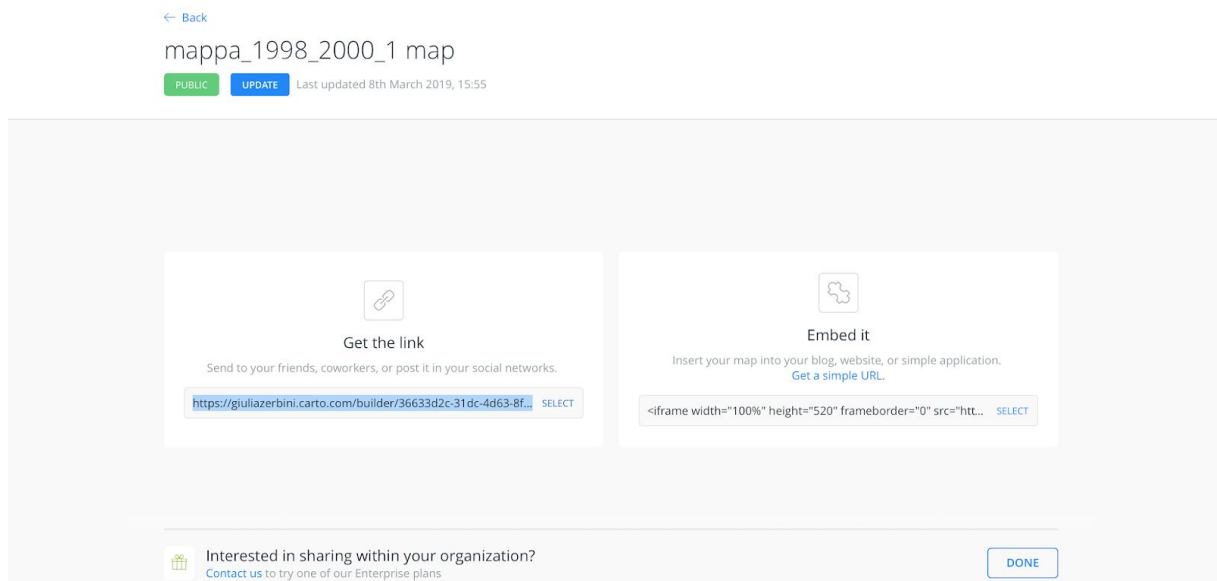 ← Back
mappa_1998_2000_1 map
PUBLIC UPDATE Last updated 8th March 2019, 15:55
Get the link
Send to your friends, coworkers, or post it in your social networks.
https://giuliazerbini.carto.com/builder/36633d2c-31dc-4d63-8f... SELECT
Embed it
Insert your map into your blog, website, or simple application.
Get a simple URL.
<iframe width="100%" height="520" frameborder="0" src="htt... SELECT
Interested in sharing within your organization?
Contact us to try one of our Enterprise plans
DONE